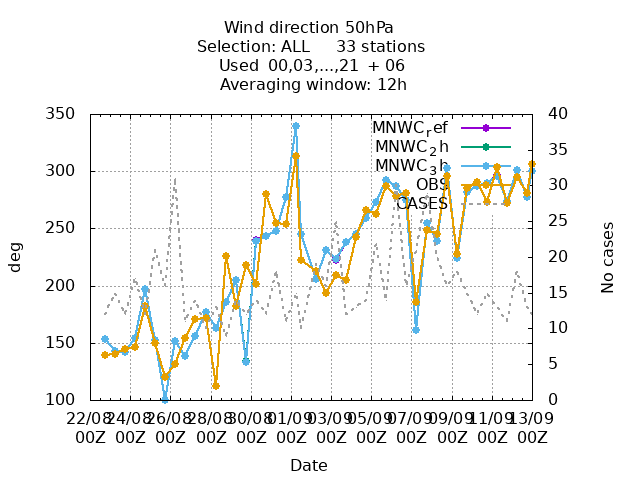 Wind direction 50hPa
Selection: ALL     33 stations
Used  00,03,...,21  + 06
Averaging window: 12h
350
300
250
200
150
100
40
35
30
25
20
15
10
5
0
MNWC_ref
MNWC_2h
MNWC_3h
OBS
CASES
deg
No cases
22/08 24/08 26/08 28/08 30/08 01/09 03/09 05/09 07/09 09/09 11/09 13/09
00Z 00Z 00Z 00Z 00Z 00Z 00Z 00Z 00Z 00Z 00Z 00Z
Date